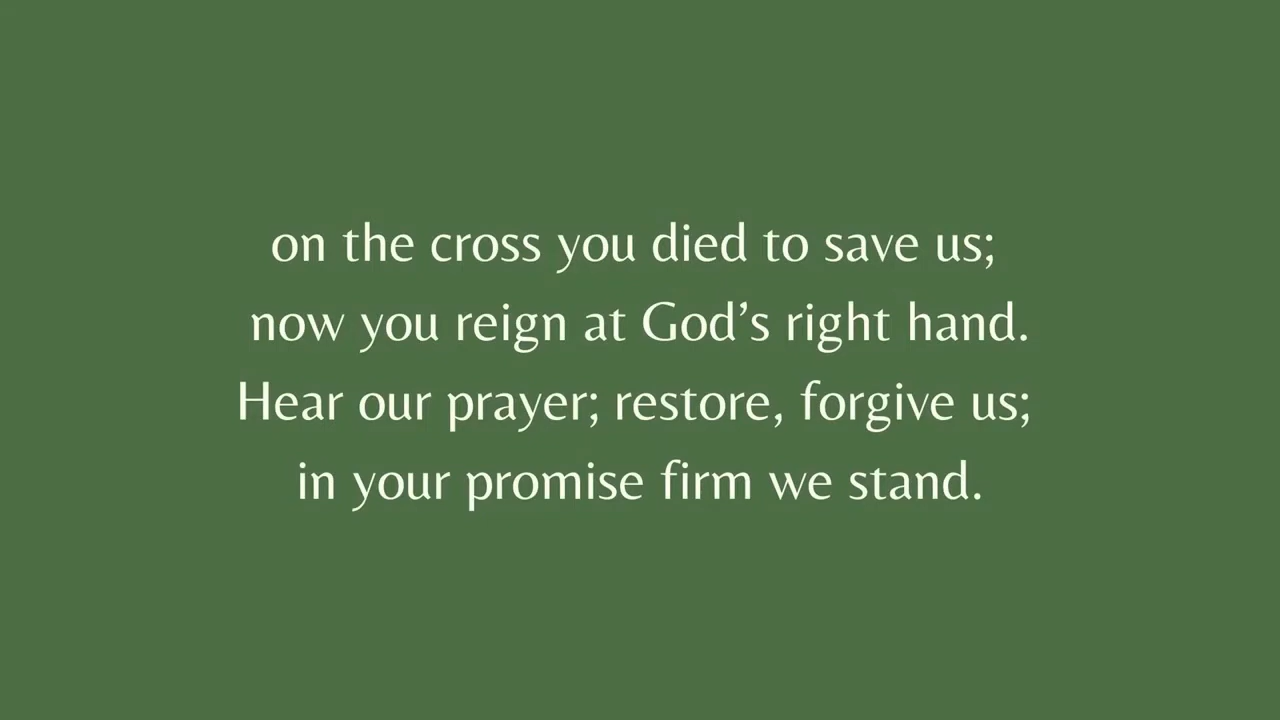 on the cross you died to save us;
now you reign at God’s right hand.
Hear our prayer; restore, forgive us;
in your promise firm we stand.